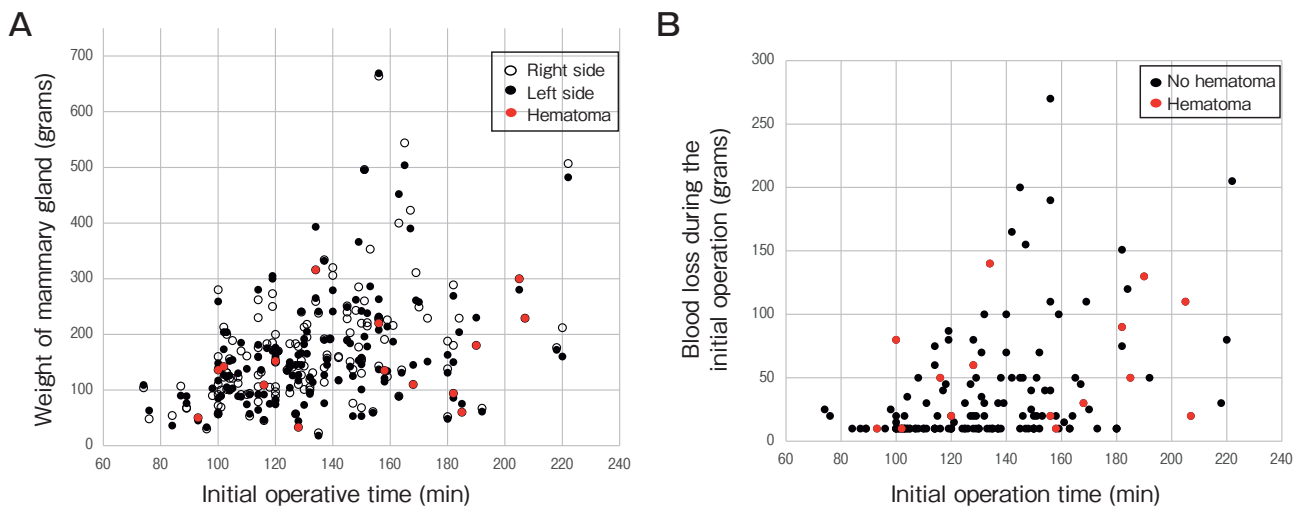 A
Weight of mammary gland (grams)
700
600
500
400
300
200
100
0
Right side
Left side
Hematoma
60 80 100 120 140 160 180 200 220 240
Initial operative time (min)
B
Blood loss during the
initial operation (grams)
300
250
200
150
100
50
0
No hematoma
Hematoma
60 80 100 120 140 160 180 200 220 240
Initial operation time (min)